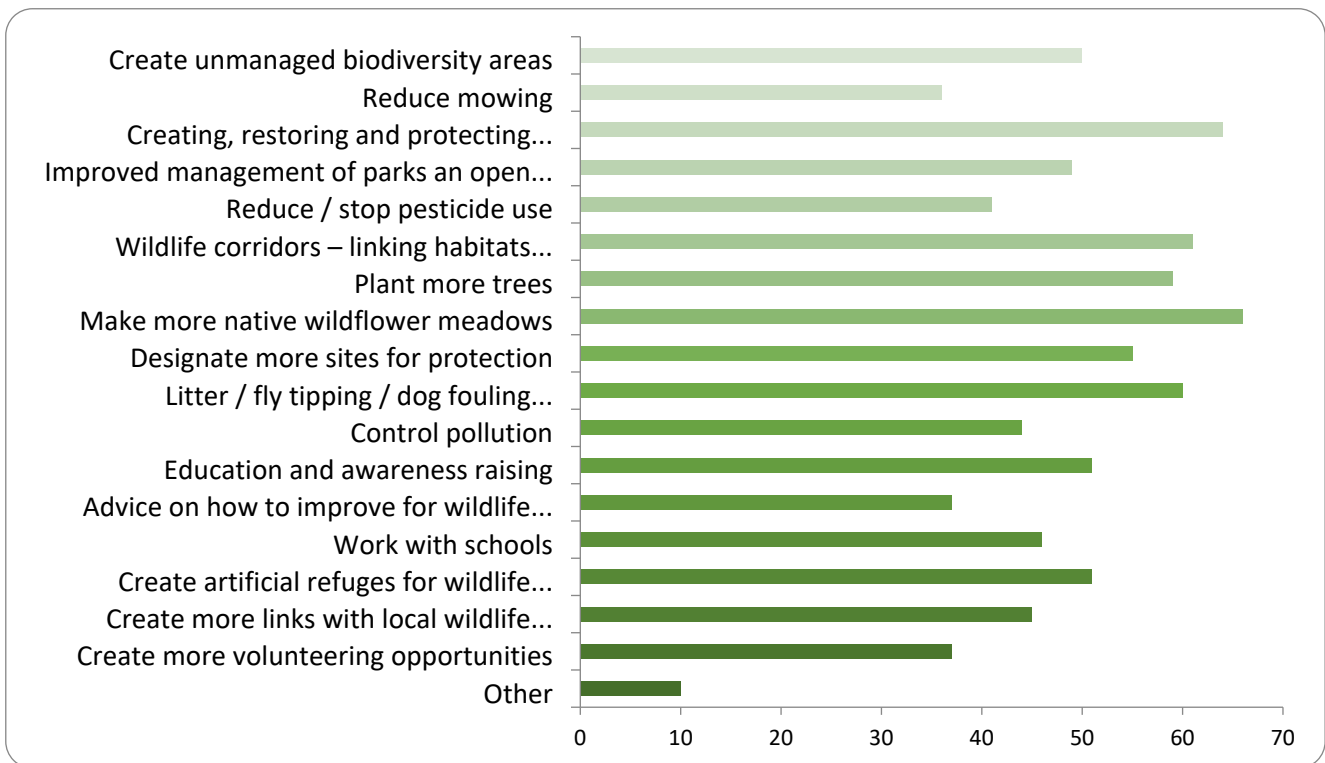 Create unmanaged biodiversity areas
Reduce mowing
Creating, restoring and protecting...
Improved management of parks an open...
Reduce / stop pesticide use
Wildlife corridors – linking habitats...
Plant more trees
Make more native wildflower meadows
Designate more sites for protection
Litter / fly tipping / dog fouling...
Control pollution
Education and awareness raising
Advice on how to improve for wildlife...
Work with schools
Create artificial refuges for wildlife...
Create more links with local wildlife...
Create more volunteering opportunities
Other
0 10 20 30 40 50 60 70